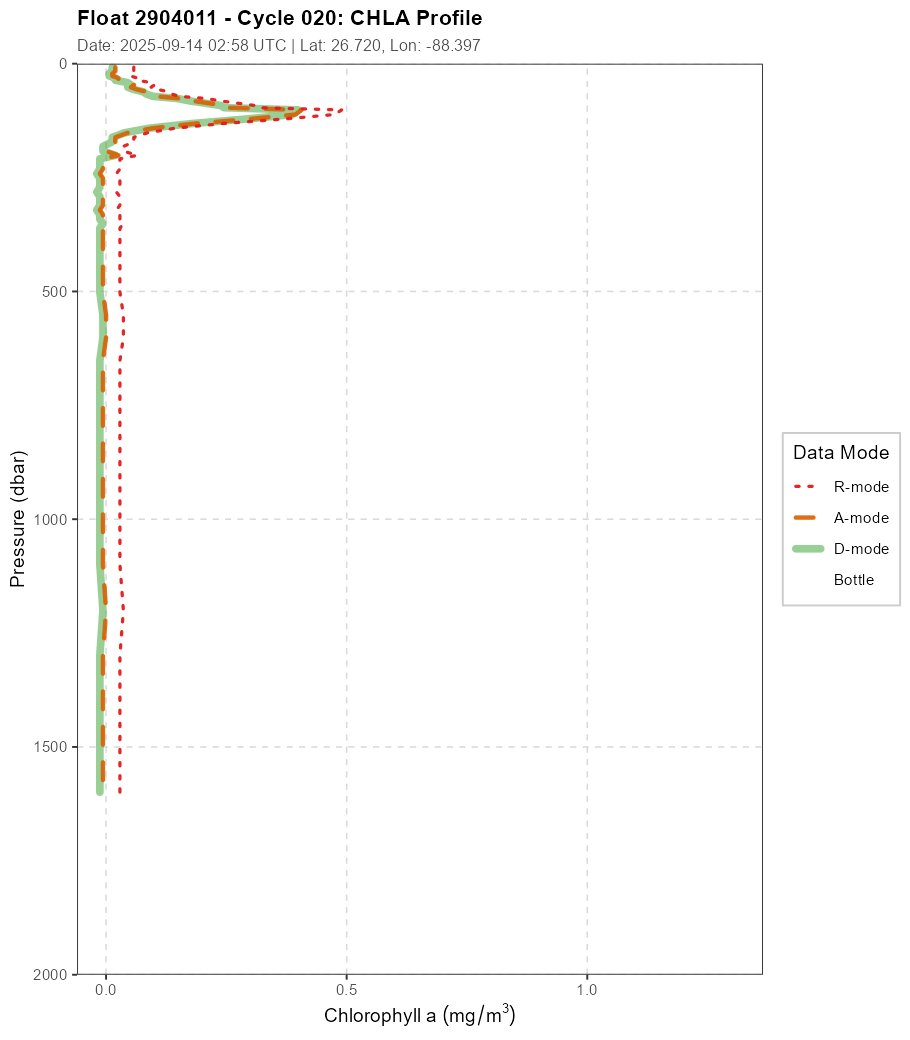 Float 2904011 - Cycle 020: CHLA Profile
Date: 2025-09-14 02:58 UTC | Lat: 26.720, Lon: -88.397
0
500
1000
1500
2000
Pressure (dbar)
0.0
0.5
1.0
Chlorophyll a (mg/m³)
Data Mode
R-mode
A-mode
D-mode
Bottle